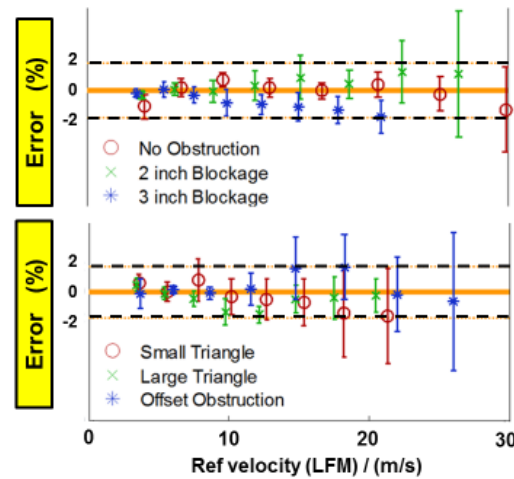 Error (%)
2
0
-2
No Obstruction
2 inch Blockage
3 inch Blockage
Error (%)
2
0
-2
Small Triangle
Large Triangle
Offset Obstruction
0 10 20 30
Ref velocity (LFM) / (m/s)